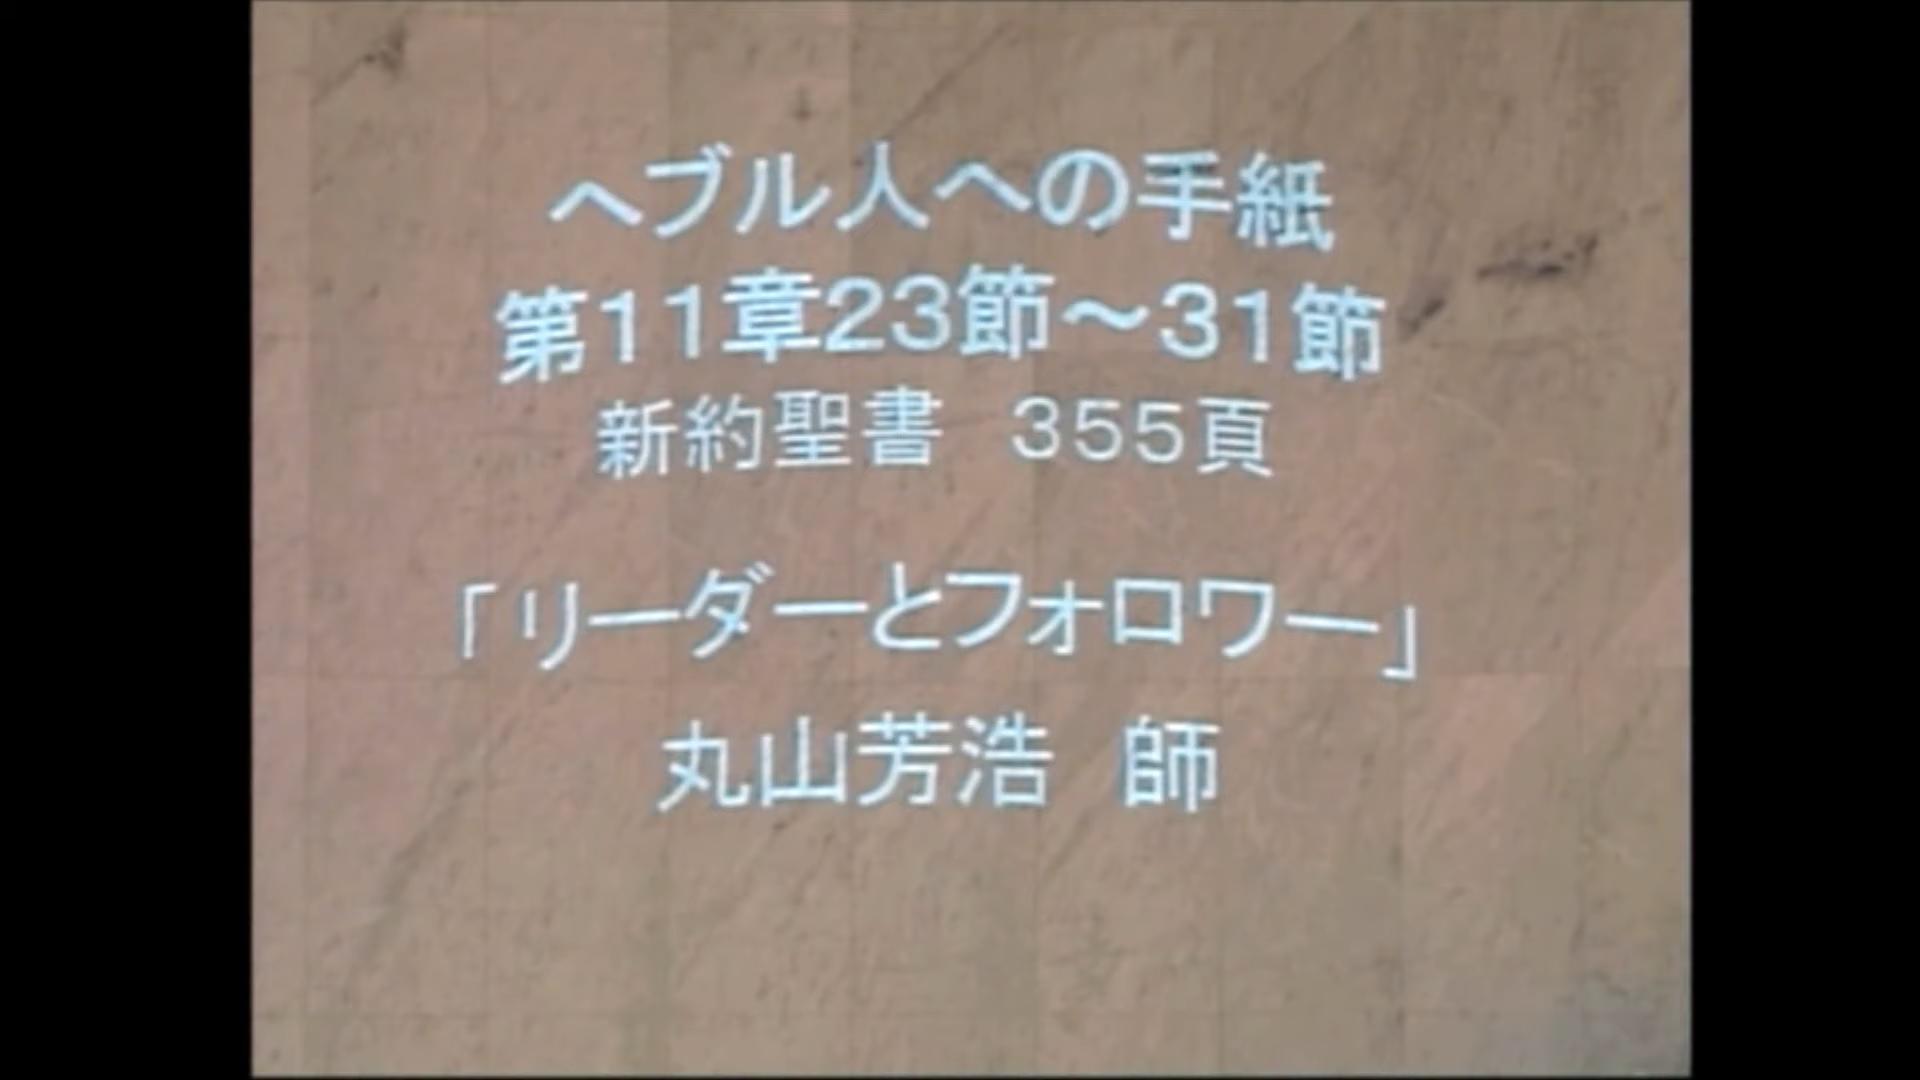 ヘブル人への手紙
第11章23節～31節
新約聖書　355頁
「リーダーとフォロワー」
丸山芳浩　師